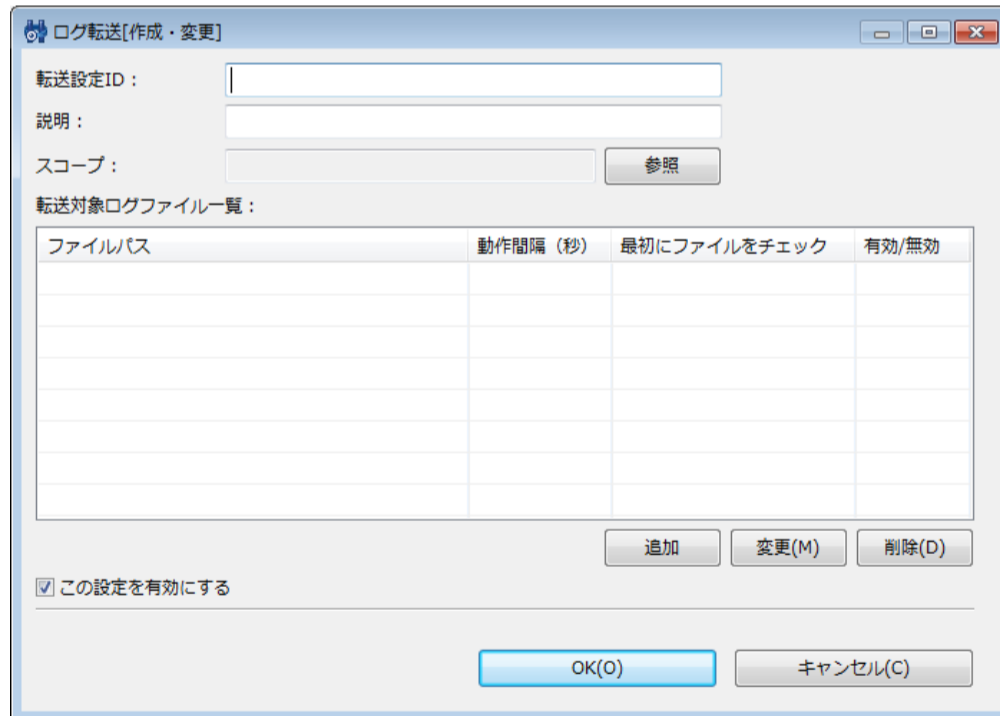 ログ転送[作成・変更]
転送設定ID：
説明：
スコープ： 参照
転送対象ログファイル一覧：
ファイルパス 動作間隔（秒） 最初にファイルをチェック 有効/無効
追加 変更(M) 削除(D)
この設定を有効にする
OK(O) キャンセル(C)